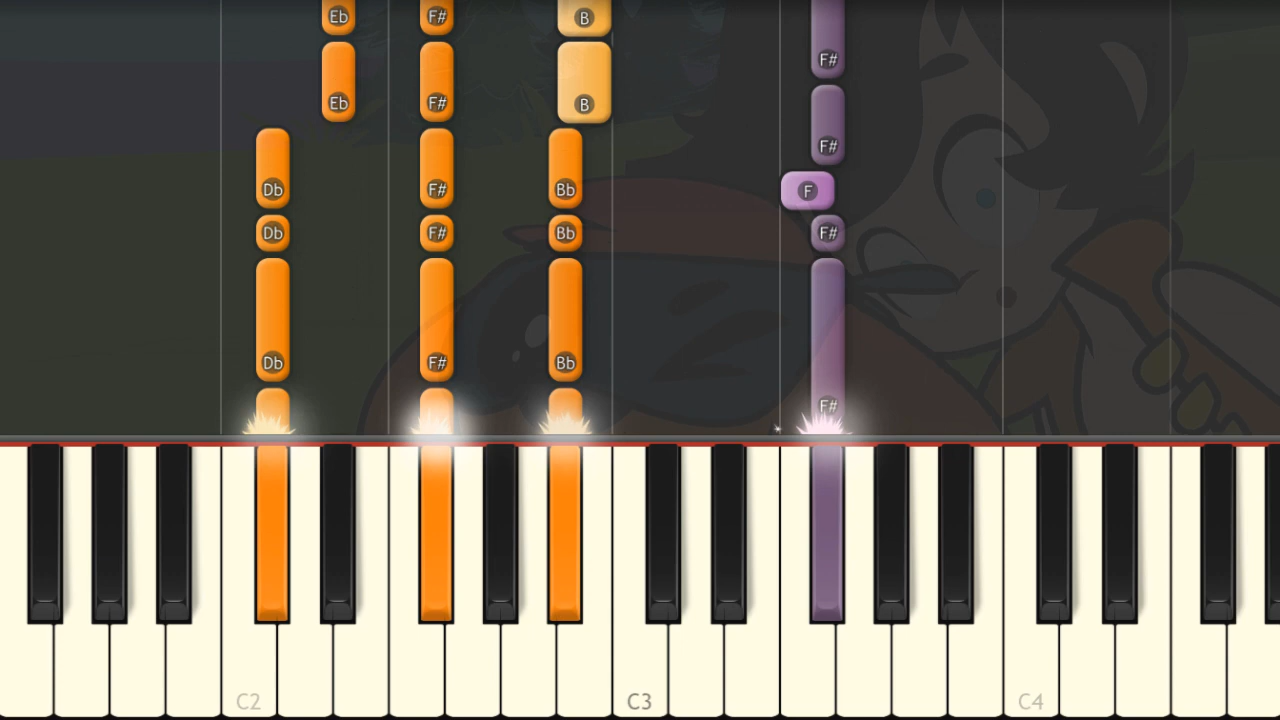 Eb F# B
F#
Eb F# B
F#
Db F# Bb F
Db F# Bb F#
Db F# Bb
F#
C2 C3 C4